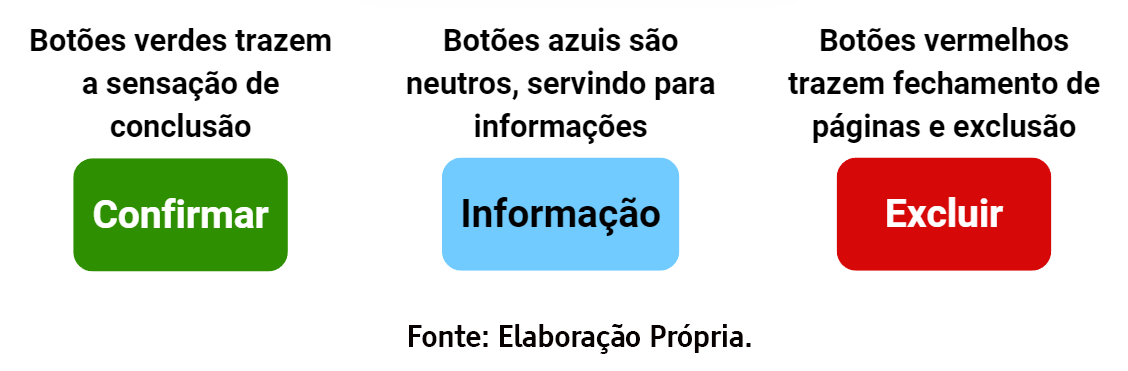 Botões verdes trazem
a sensação de
conclusão
Confirmar
Botões azuis são
neutros, servindo para
informações
Informação
Botões vermelhos
trazem fechamento de
páginas e exclusão
Excluir
Fonte: Elaboração Própria.